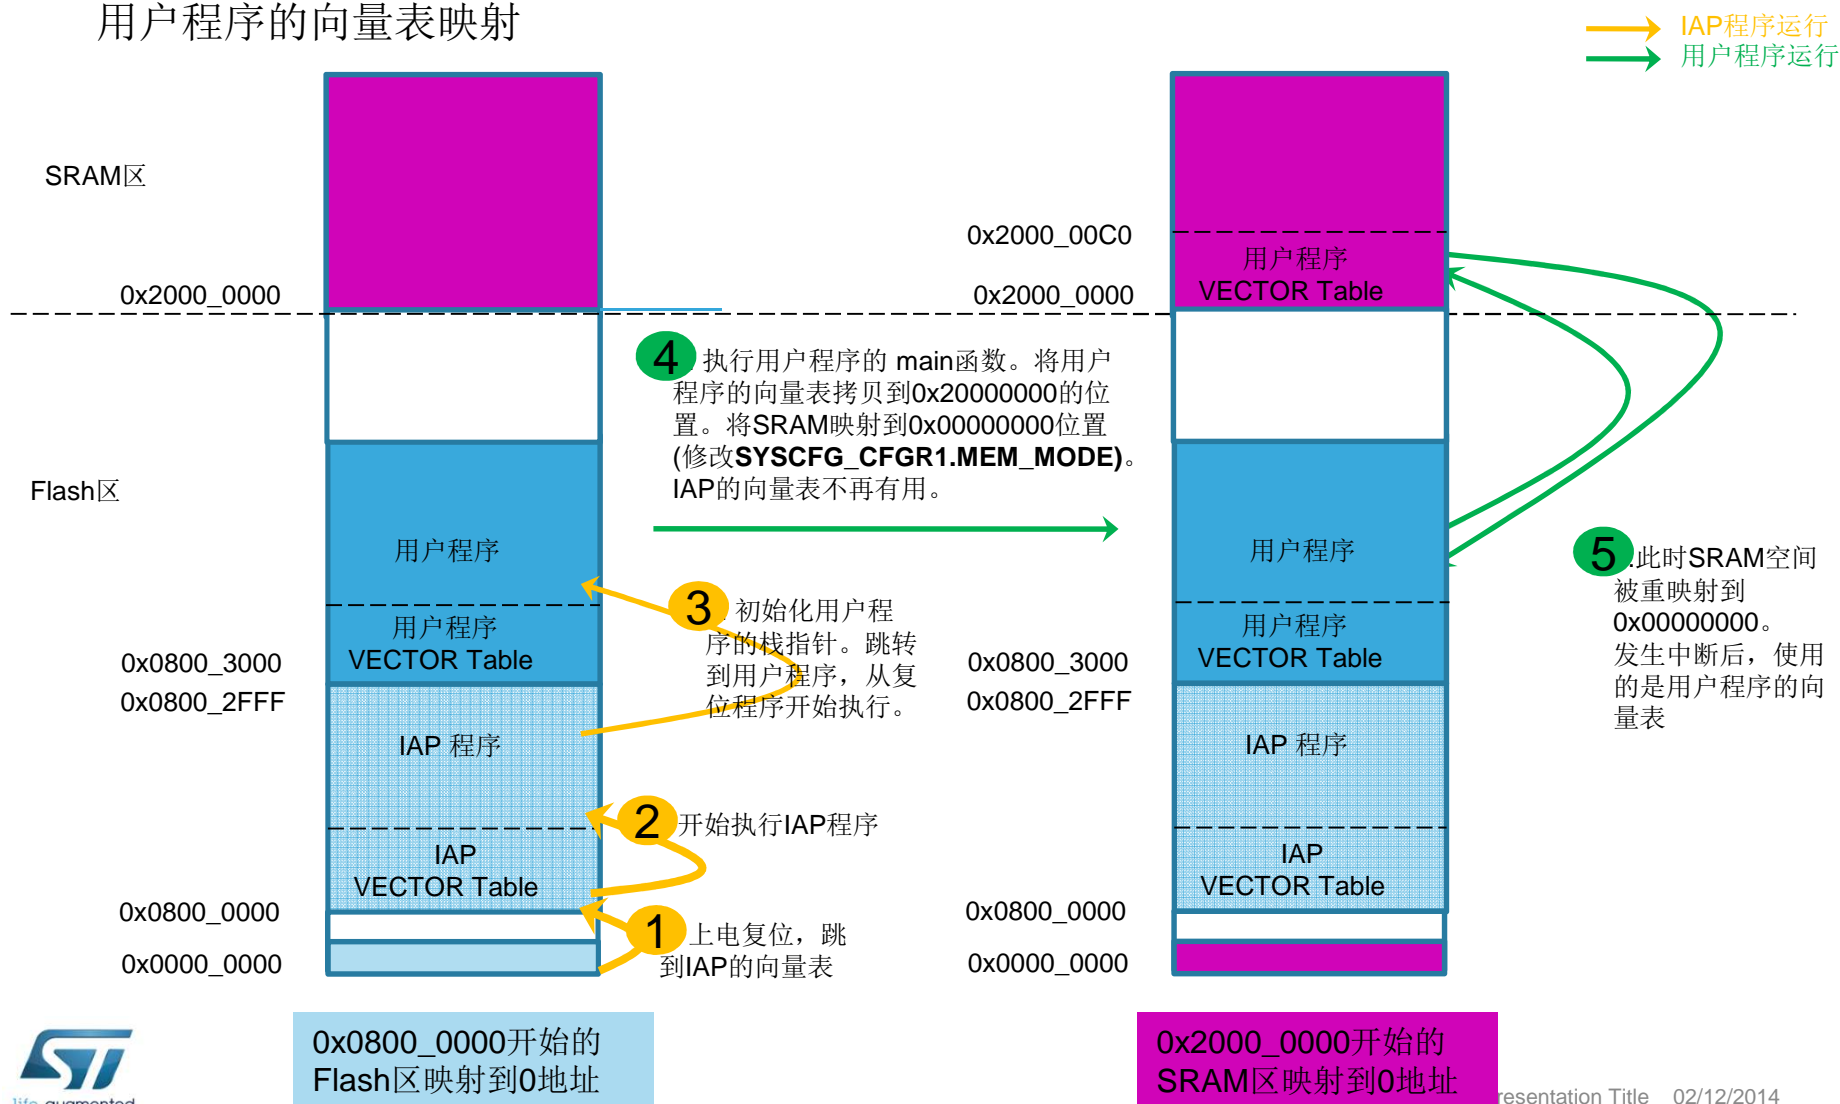 用户程序的向量表映射
IAP程序运行
用户程序运行
SRAM区
0x2000_0000
Flash区
0x0800_3000
0x0800_2FFF
0x0800_0000
0x0000_0000
用户程序
用户程序
VECTOR Table
IAP 程序
IAP
VECTOR Table
1 上电复位，跳
到IAP的向量表
2 开始执行IAP程序
3 初始化用户程
序的栈指针。跳转
到用户程序，从复
位程序开始执行。
4 执行用户程序的 main函数。将用户
程序的向量表拷贝到0x20000000的位
置。将SRAM映射到0x00000000位置
(修改SYSCFG_CFGR1.MEM_MODE)。
IAP的向量表不再有用。
0x2000_00C0
0x2000_0000
0x0800_3000
0x0800_2FFF
0x0800_0000
0x0000_0000
用户程序
VECTOR Table
用户程序
用户程序
VECTOR Table
IAP 程序
IAP
VECTOR Table
5 .此时SRAM空间
被重映射到
0x00000000。
发生中断后，使用
的是用户程序的向
量表
0x0800_0000开始的
Flash区映射到0地址
0x2000_0000开始的
SRAM区映射到0地址
ST
life.augmented
resentation Title 02/12/2014